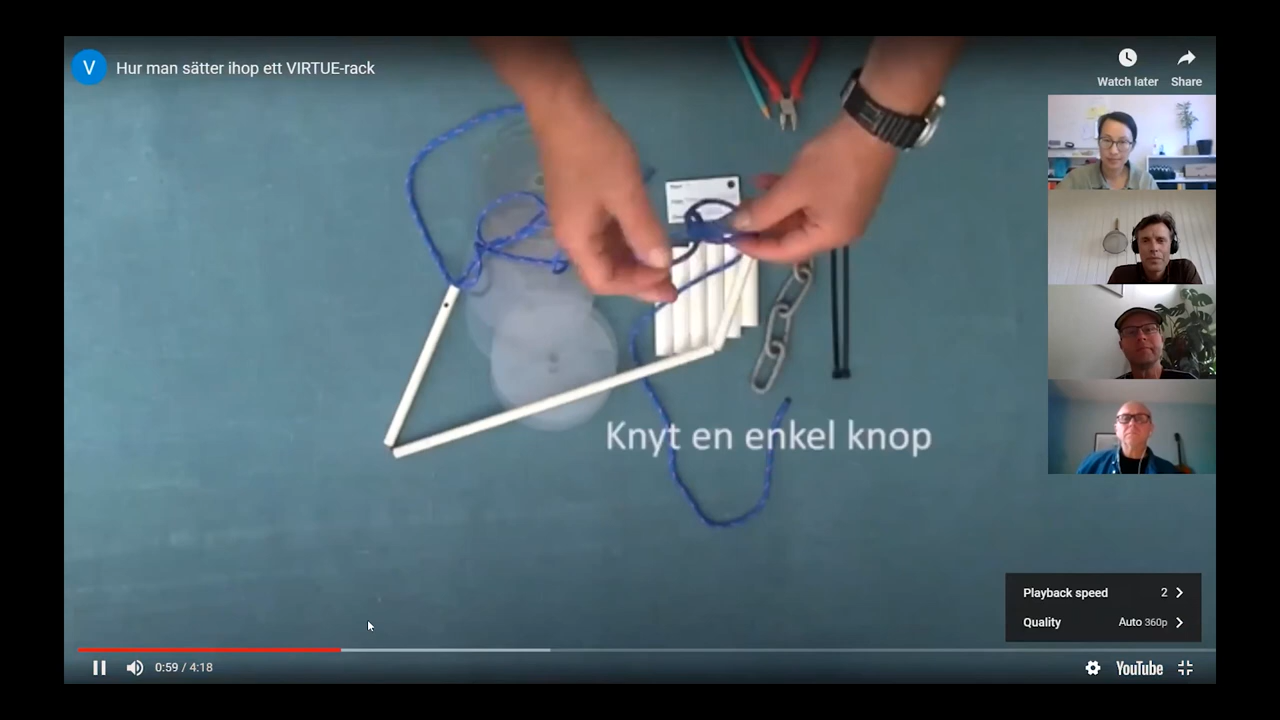 V
Hur man sätter ihop ett VIRTUE-rack
Watch later
Share
Knyt en enkel knop
Playback speed 2
Quality Auto 360p
0:59 / 4:18
YouTube